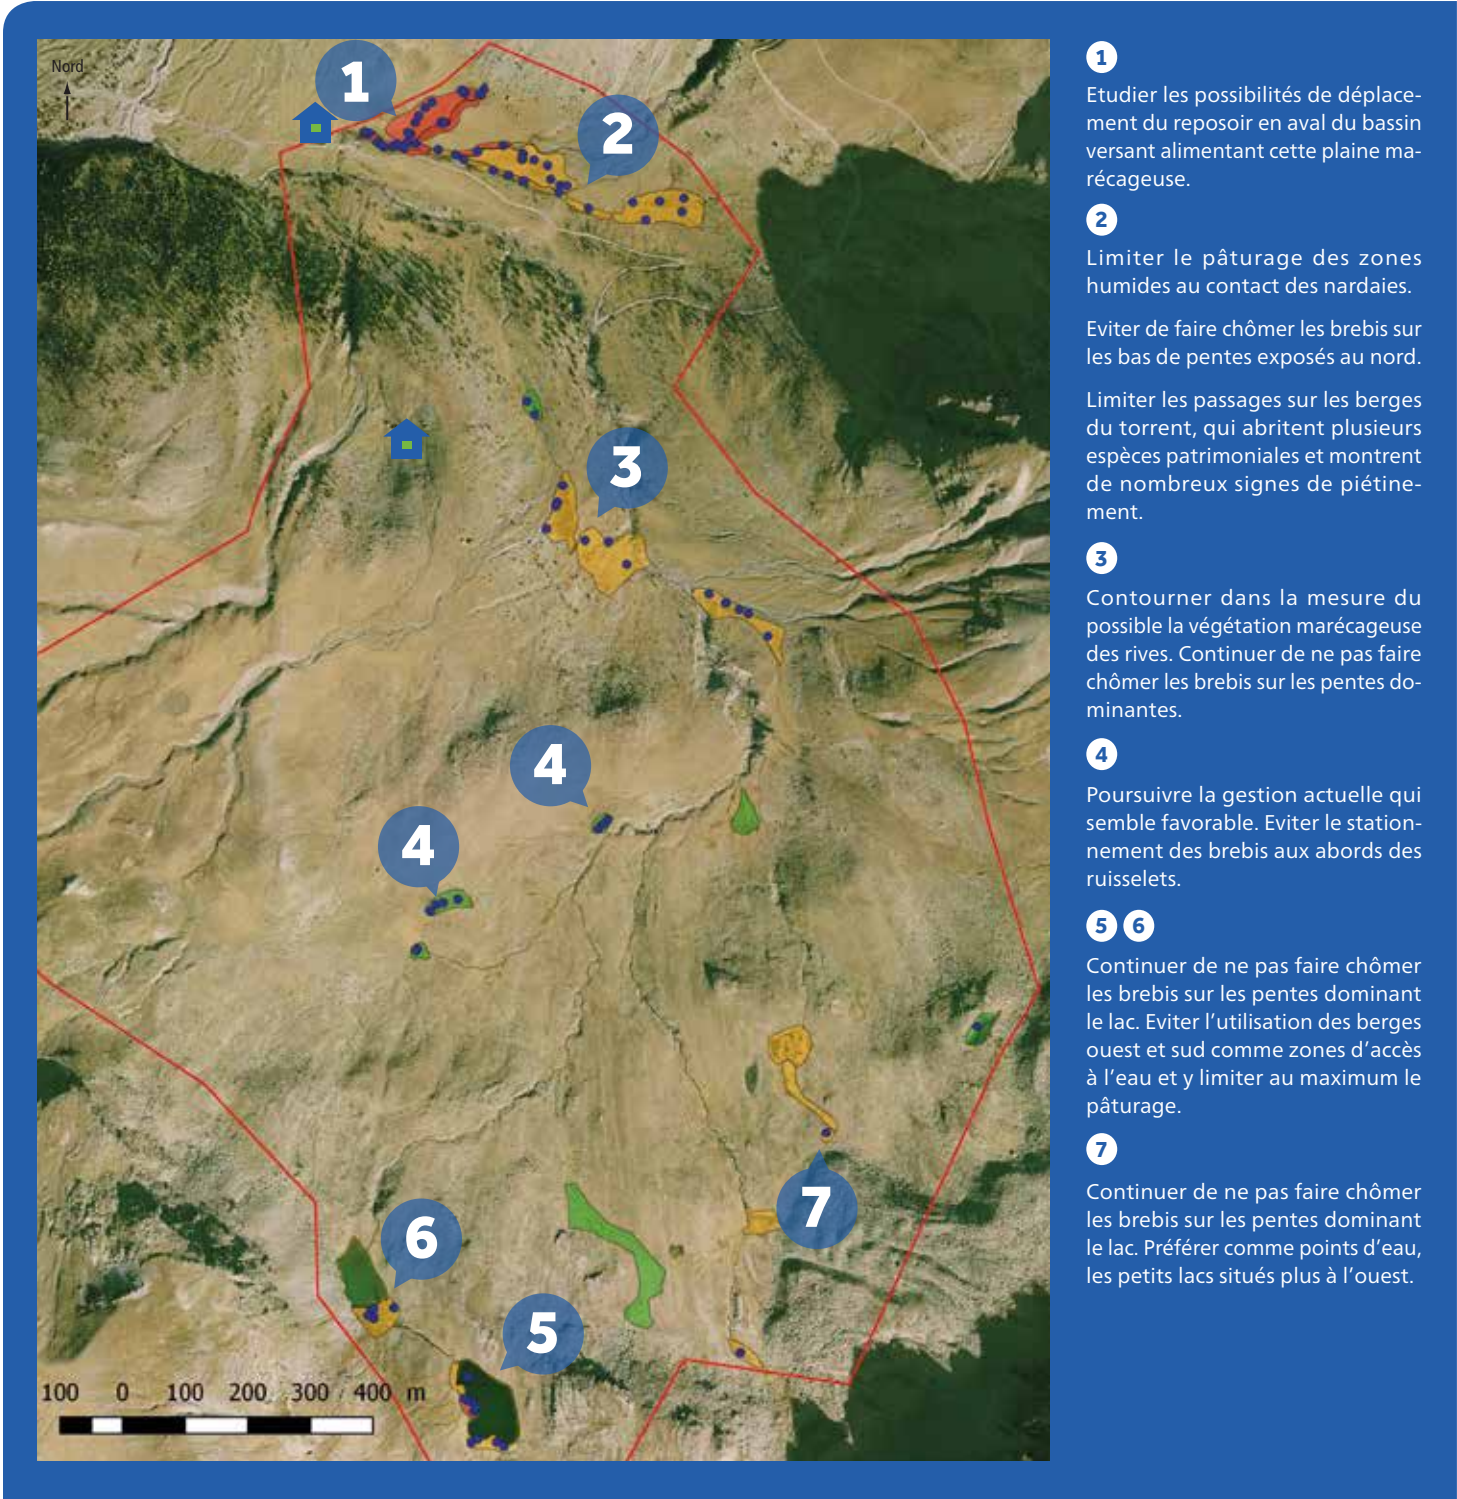 Nord
1
2
3
4
4
7
6
5
100 0 100 200 300 400 m
1
Etudier les possibilités de déplace-
ment du reposoir en aval du bassin
versant alimentant cette plaine ma-
récageuse.
2
Limiter le pâturage des zones
humides au contact des nardaies.
Eviter de faire chômer les brebis sur
les bas de pentes exposés au nord.
Limiter les passages sur les berges
du torrent, qui abritent plusieurs
espèces patrimoniales et montrent
de nombreux signes de piétine-
ment.
3
Contourner dans la mesure du
possible la végétation marécageuse
des rives. Continuer de ne pas faire
chômer les brebis sur les pentes do-
minantes.
4
Poursuivre la gestion actuelle qui
semble favorable. Eviter le station-
nement des brebis aux abords des
ruisselets.
5 6
Continuer de ne pas faire chômer
les brebis sur les pentes dominant
le lac. Eviter l’utilisation des berges
ouest et sud comme zones d’accès
à l’eau et y limiter au maximum le
pâturage.
7
Continuer de ne pas faire chômer
les brebis sur les pentes dominant
le lac. Préférer comme points d’eau,
les petits lacs situés plus à l’ouest.